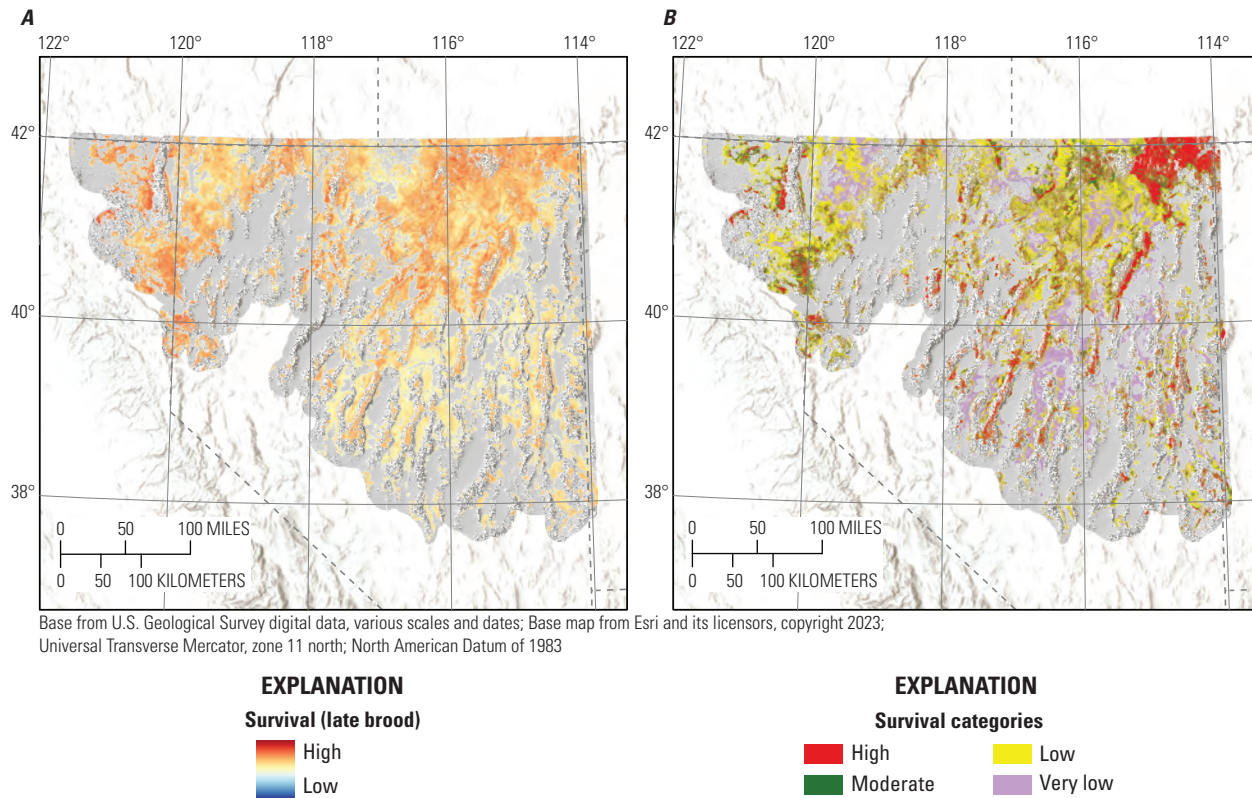 A
122°
120°
118°
116°
114°
42°
40°
38°
0 50 100 MILES
0 50 100 KILOMETERS
B
122°
120°
118°
116°
114°
42°
40°
38°
0 50 100 MILES
0 50 100 KILOMETERS
Base from U.S. Geological Survey digital data, various scales and dates; Base map from Esri and its licensors, copyright 2023;
Universal Transverse Mercator, zone 11 north; North American Datum of 1983
EXPLANATION
Survival (late brood)
High
Low
EXPLANATION
Survival categories
High
Moderate
Low
Very low